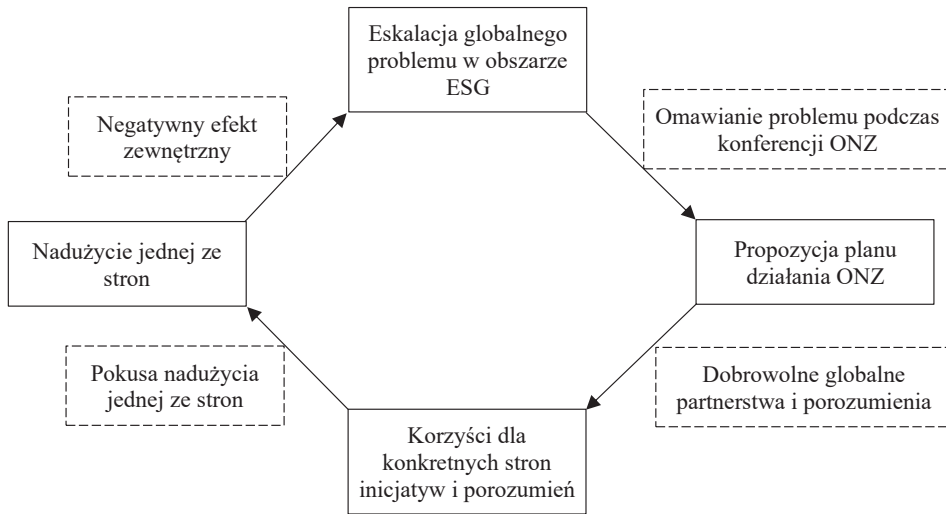 Eskalacja globalnego
problemu w obszarze
ESG
Negatywny efekt
zewnętrzny
Omawianie problemu podczas
konferencji ONZ
Nadużycie jednej ze
stron
Propozycja planu
działania ONZ
Pokusa nadużycia
jednej ze stron
Dobrowolne globalne
partnerstwa i porozumienia
Korzyści dla
konkretnych stron
inicjatyw i porozumień